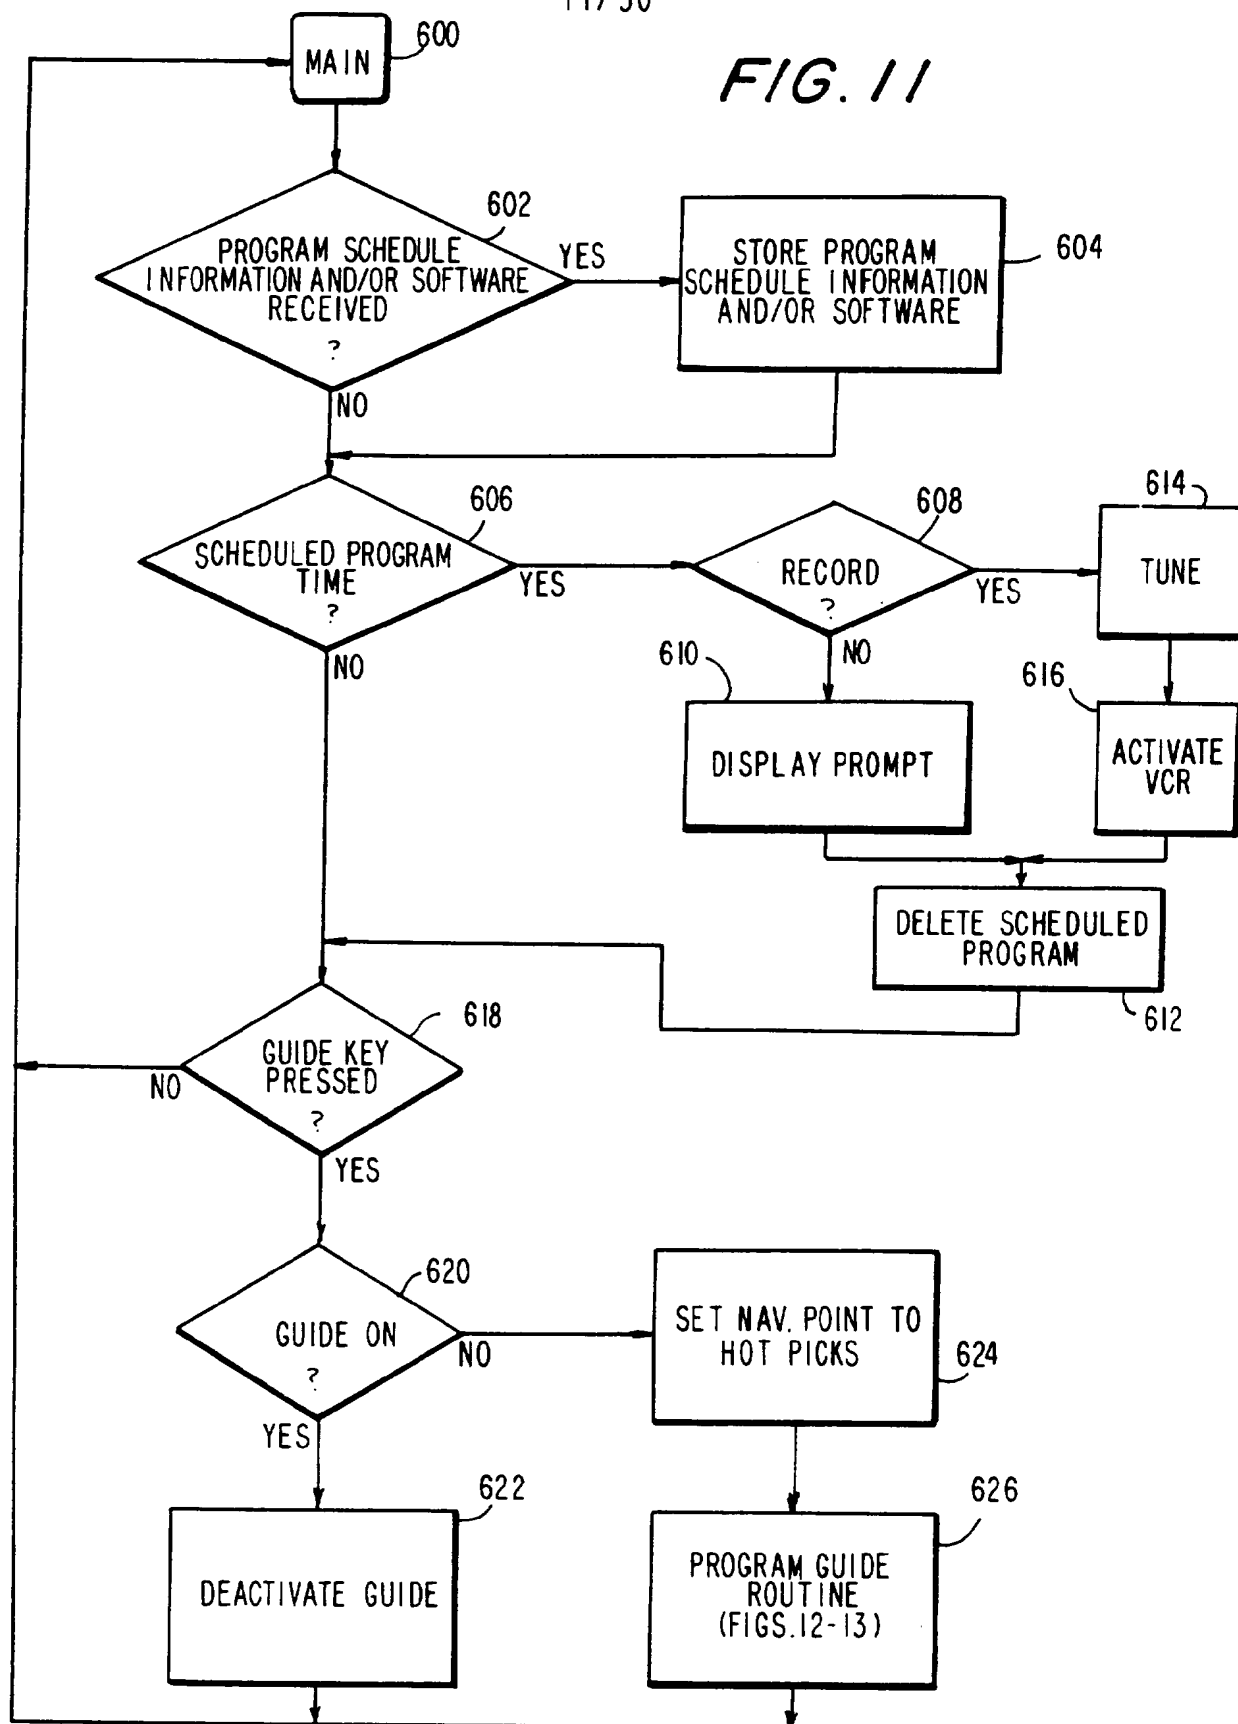 600
MAIN
FIG. 11
602
PROGRAM SCHEDULE
INFORMATION AND/OR SOFTWARE
RECEIVED
?
YES
STORE PROGRAM
SCHEDULE INFORMATION
AND/OR SOFTWARE
604
NO
606
SCHEDULED PROGRAM
TIME
?
YES
608
RECORD
?
YES
614
TUNE
NO
NO
610
DISPLAY PROMPT
616
ACTIVATE
VCR
DELETE SCHEDULED
PROGRAM
612
618
GUIDE KEY
PRESSED
?
NO
YES
620
GUIDE ON
?
NO
YES
SET NAV. POINT TO
HOT PICKS
624
622
DEACTIVATE GUIDE
626
PROGRAM GUIDE
ROUTINE
(FIGS.12-13)